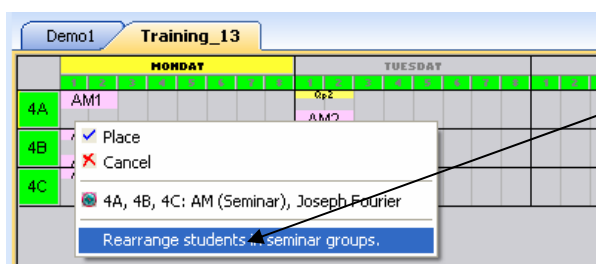 Demo1 Training_13
MONDAY TUESDAY
1 2 3 4 5 6 7 8 1 2 3 4 5 6 7 8 1 2
4A AM1 Qp2
AM2
4B
4C
Place
Cancel
4A, 4B, 4C: AM (Seminar), Joseph Fourier
Rearrange students in seminar groups.